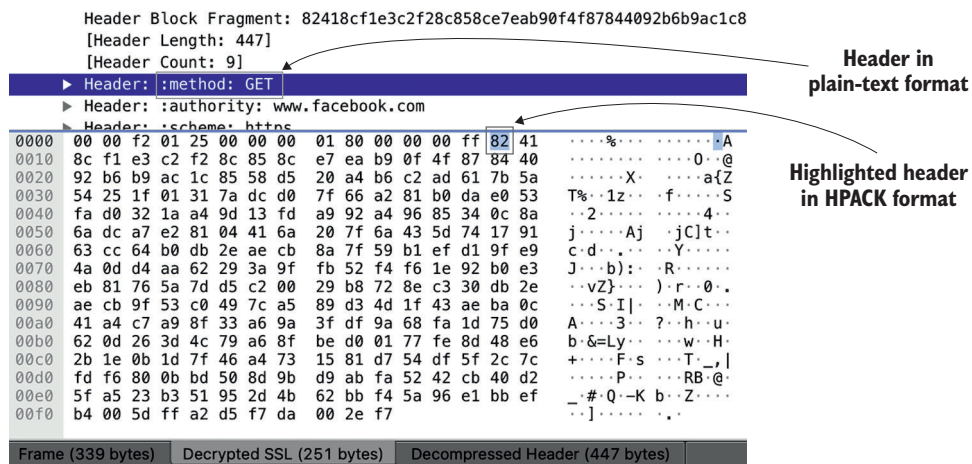 Header Block Fragment: 82418cf1e3c2f28c858ce7eab90f4f87844092b6b9ac1c8
[Header Length: 447]
[Header Count: 9]
Header: :method: GET
Header: :authority: www.facebook.com
Header: :scheme: https
Header in
plain-text format
Highlighted header
in HPACK format
0000 00 00 f2 01 25 00 00 00 01 80 00 00 00 ff 82 41 ····%··· ·······A
0010 8c f1 e3 c2 f2 8c 85 8c e7 ea b9 0f 4f 87 84 40 ········ ····O··@
0020 92 b6 b9 ac 1c 85 58 d5 20 a4 b6 c2 ad 61 7b 5a ······X· ····a{Z
0030 54 25 1f 01 31 7a dc d0 7f 66 a2 81 b0 da e0 53 T%··1z·· ·f·····S
0040 fa d0 32 1a a4 9d 13 fd a9 92 a4 96 85 34 0c 8a ··2····· ·····4··
0050 6a dc a7 e2 81 04 41 6a 20 7f 6a 43 5d 74 17 91 j·····Aj ·jC]t··
0060 63 cc 64 b0 db 2e ae cb 8a 7f 59 b1 ef d1 9f e9 c·d··.·· ··Y·····
0070 4a 0d d4 aa 62 29 3a 9f fb 52 f4 f6 1e 92 b0 e3 J···b):· ·R······
0080 eb 81 76 5a 7d d5 c2 00 29 b8 72 8e c3 30 db 2e ··vZ}··· )·r··0·.
0090 ae cb 9f 53 c0 49 7c a5 89 d3 4d 1f 43 ae ba 0c ···S·I|· ··M·C···
00a0 41 a4 c7 a9 8f 33 a6 9a 3f df 9a 68 fa 1d 75 d0 A····3·· ?··h··u·
00b0 62 0d 26 3d 4c 79 a6 8f be d0 01 77 fe 8d 48 e6 b·&=Ly·· ···w··H·
00c0 2b 1e 0b 1d 7f 46 a4 73 15 81 d7 54 df 5f 2c 7c +····F·s ···T·_,|
00d0 fd f6 80 0b bd 50 8d 9b d9 ab fa 52 42 cb 40 d2 ·····P·· ···RB·@·
00e0 5f a5 23 b3 51 95 2d 4b 62 bb f4 5a 96 e1 bb ef _·#·Q·-K b··Z····
00f0 b4 00 5d ff a2 d5 f7 da 00 2e f7 ··]····· ·.·
Frame (339 bytes) Decrypted SSL (251 bytes) Decompressed Header (447 bytes)